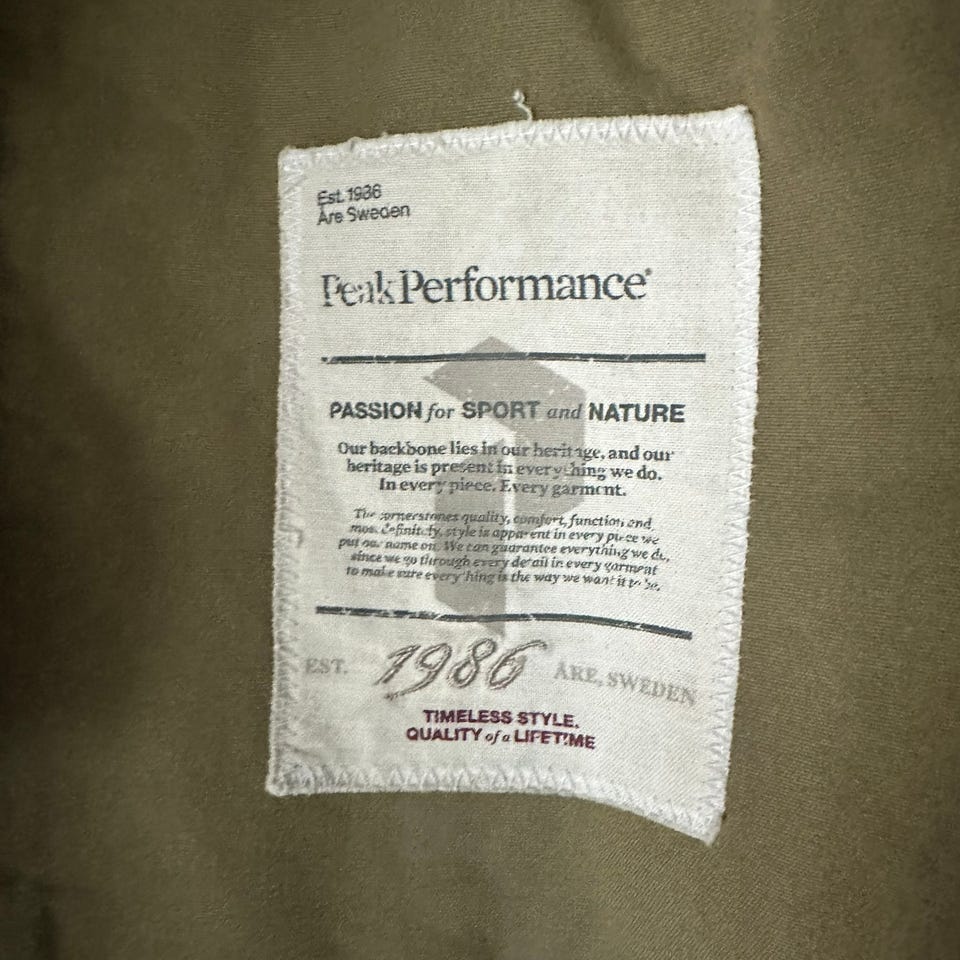 Est. 1986
Åre Sweden
Peak Performance®
PASSION for SPORT and NATURE
Our backbone lies in our heritage, and our
heritage is present in everything we do.
In every piece. Every garment.
The cornerstones quality, comfort, function and,
most definitely, style is apparent in every piece we
put our name on. We can guarantee everything we do,
since we go through every detail in every garment
to make sure everything is the way we want it to be.
EST. 1986 ÅRE, SWEDEN
TIMELESS STYLE.
QUALITY of a LIFETIME